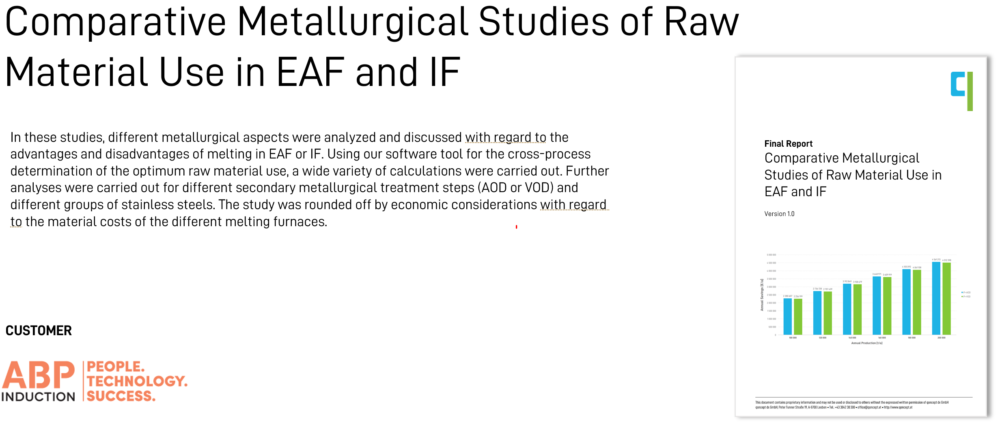 Comparative Metallurgical Studies of Raw
Material Use in EAF and IF
In these studies, different metallurgical aspects were analyzed and discussed with regard to the
advantages and disadvantages of melting in EAF or IF. Using our software tool for the cross-process
determination of the optimum raw material use, a wide variety of calculations were carried out. Further
analyses were carried out for different secondary metallurgical treatment steps (AOD or VOD) and
different groups of stainless steels. The study was rounded off by economic considerations with regard
to the material costs of the different melting furnaces.
CUSTOMER
ABP
INDUCTION
PEOPLE.
TECHNOLOGY.
SUCCESS.
Final Report
Comparative Metallurgical
Studies of Raw Material Use in
EAF and IF
Version 1.0
Annual Savings [€/a]
5 000 000
4 500 000
4 000 000
3 500 000
3 000 000
2 500 000
2 000 000
1 500 000
1 000 000
500 000
0
2 280 607 2 256 199
2 736 728 2 707 439
3 192 849 3 158 679
3 648 971 3 609 919
4 105 092 4 061 158
4 561 213 4 512 398
IF+AOD
IF+VOD
100 000 120 000 140 000 160 000 180 000 200 000
Annual Production [t/a]
This document contains proprietary information and may not be used or disclosed to others without the expressed written permission of qoncept dx GmbH
qoncept dx GmbH, Peter Tunner Straße 19, A-8700 Leoben • Tel.: +43 3842 30 300 • office@qoncept.at • http://www.qoncept.at